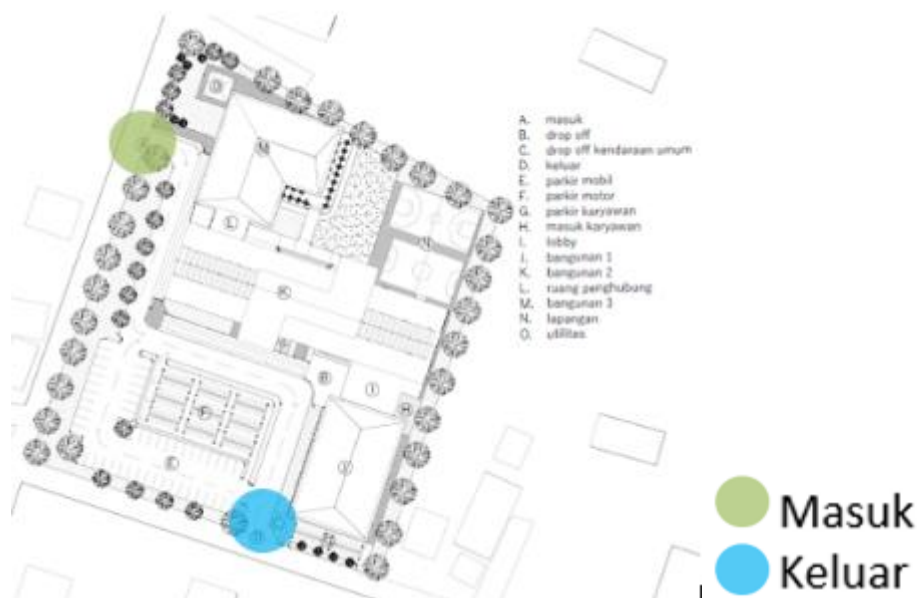 A. masuk
B. drop off
C. drop off kendaraan umum
D. keluar
E. parkir mobil
F. parkir motor
G. parkir karyawan
H. masuk karyawan
I. lobby
J. bangunan 1
K. bangunan 2
L. ruang penghubung
M. bangunan 3
N. lapangan
O. utilitas
O
M
L
N
K
B
I
H
F
J
E
Masuk
Keluar